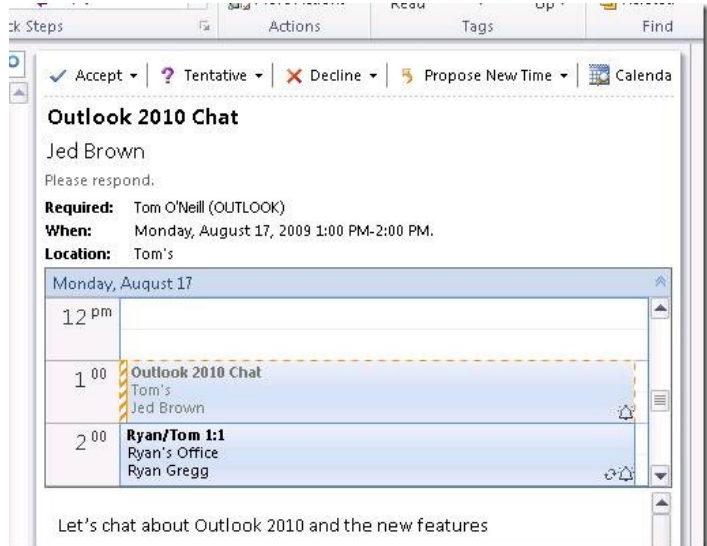 Read Up
ck Steps Actions Tags Find
Accept Tentative Decline Propose New Time Calenda
Outlook 2010 Chat
Jed Brown
Please respond.
Required: Tom O'Neill (OUTLOOK)
When: Monday, August 17, 2009 1:00 PM-2:00 PM.
Location: Tom's
Monday, August 17
12 pm
1 00 Outlook 2010 Chat
Tom's
Jed Brown
2 00 Ryan/Tom 1:1
Ryan's Office
Ryan Gregg
Let's chat about Outlook 2010 and the new features